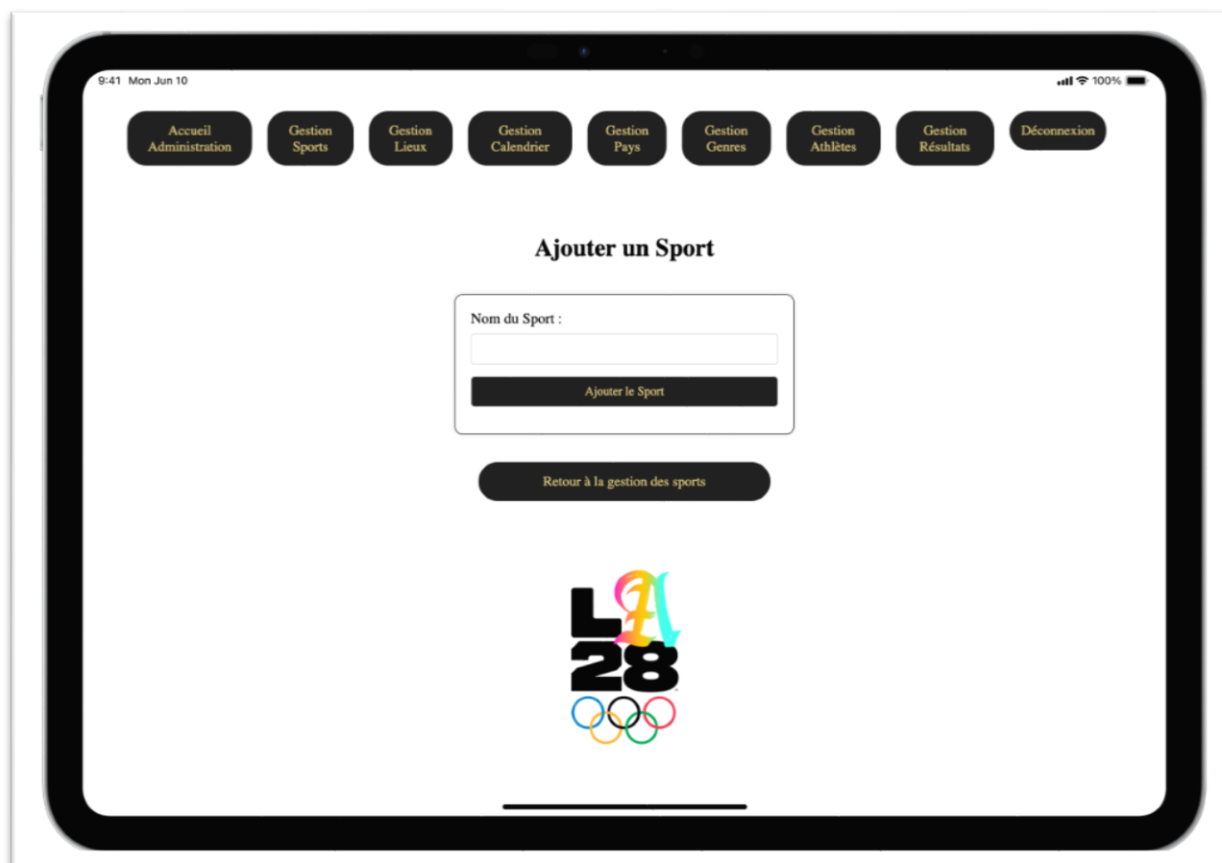 9:41 Mon Jun 10
100%
Accueil
Administration
Gestion
Sports
Gestion
Lieux
Gestion
Calendrier
Gestion
Pays
Gestion
Genres
Gestion
Athlètes
Gestion
Résultats
Déconnexion
Ajouter un Sport
Nom du Sport :
Ajouter le Sport
Retour à la gestion des sports
LA
28